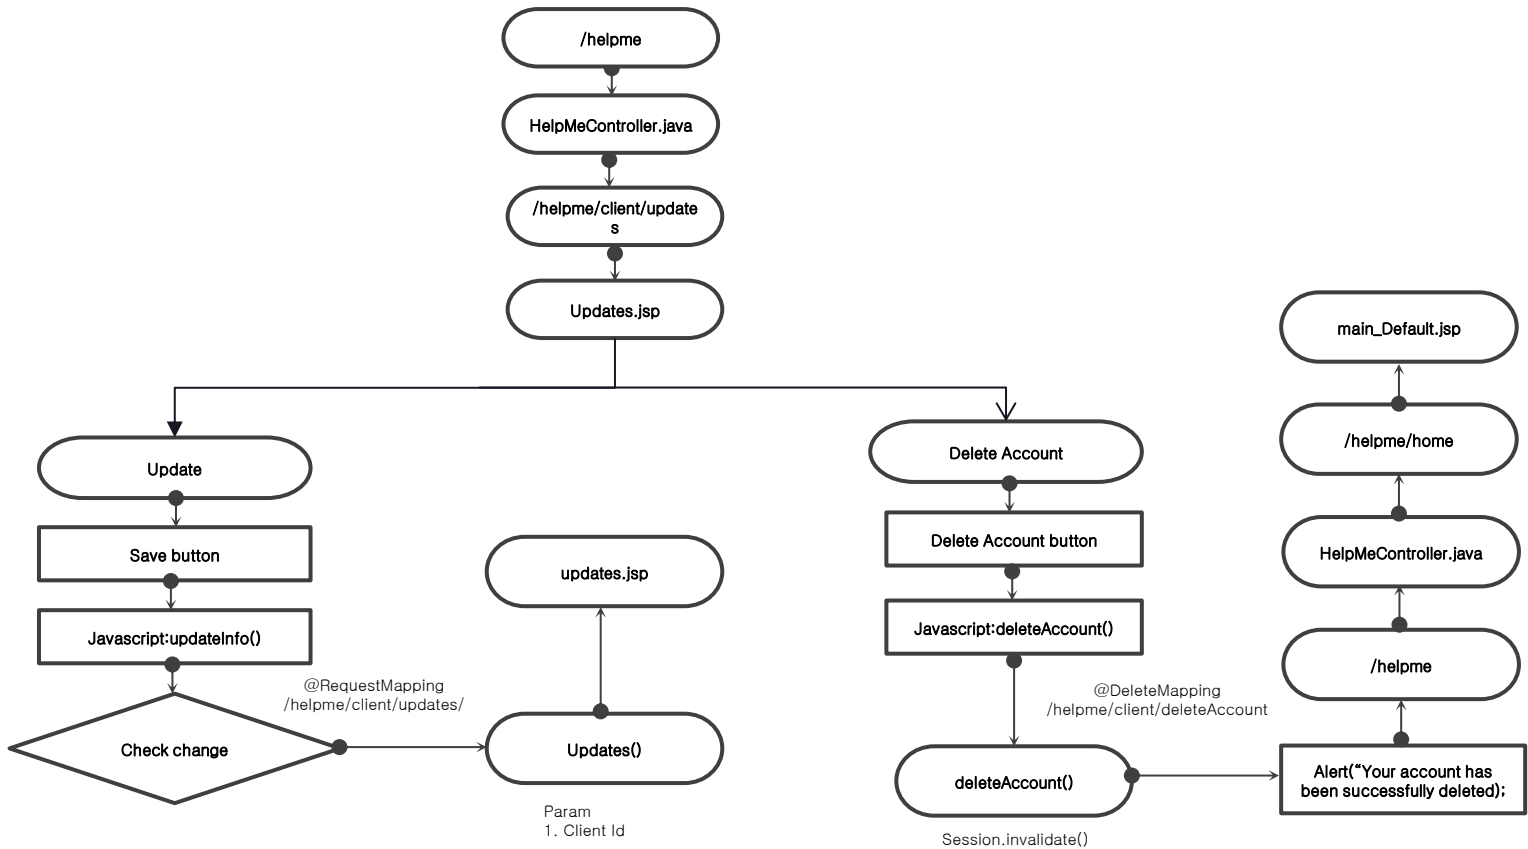 /helpme
HelpMeController.java
/helpme/client/update
s
Updates.jsp
Update
Save button
Javascript:updateInfo()
Check change
@RequestMapping
/helpme/client/updates/
updates.jsp
Updates()
Param
1. Client Id
Delete Account
Delete Account button
Javascript:deleteAccount()
@DeleteMapping
/helpme/client/deleteAccount
deleteAccount()
Session.invalidate()
main_Default.jsp
/helpme/home
HelpMeController.java
/helpme
Alert(“Your account has
been successfully deleted);